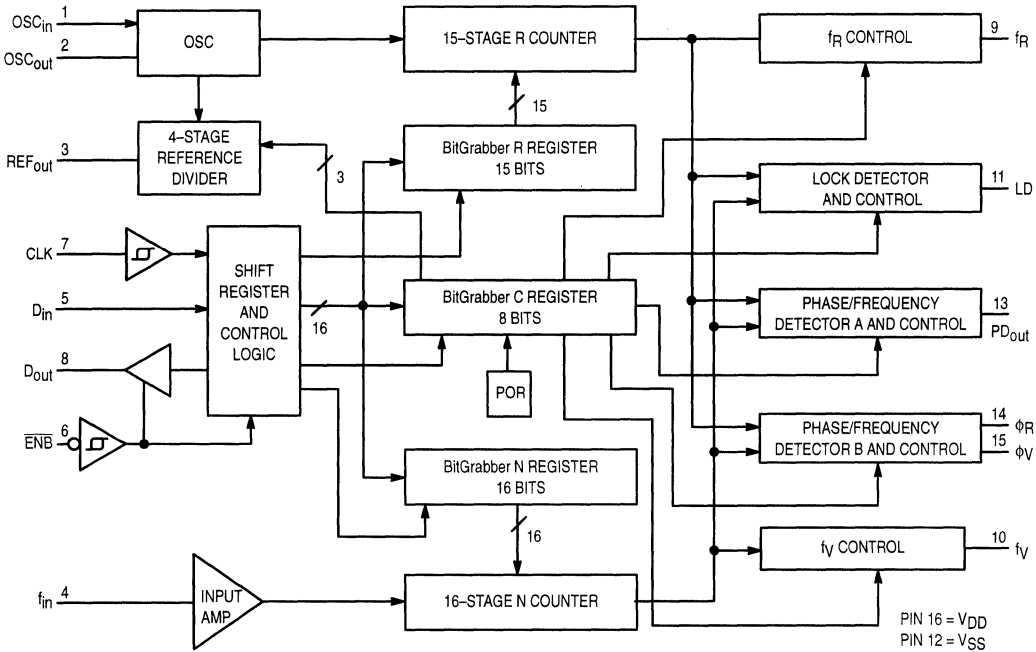 OSCin
1
OSC
15–STAGE R COUNTER
fR CONTROL
9
fR
OSCout
2
15
REFout
3
4–STAGE
REFERENCE
DIVIDER
3
BitGrabber R REGISTER
15 BITS
LOCK DETECTOR
AND CONTROL
11
LD
CLK
7
SHIFT
REGISTER
AND
CONTROL
LOGIC
Din
5
16
BitGrabber C REGISTER
8 BITS
PHASE/FREQUENCY
DETECTOR A AND CONTROL
13
PDout
Dout
8
POR
ENB
6
PHASE/FREQUENCY
DETECTOR B AND CONTROL
14
ϕR
15
ϕV
BitGrabber N REGISTER
16 BITS
16
fV CONTROL
10
fV
fin
4
INPUT
AMP
16–STAGE N COUNTER
PIN 16 = VDD
PIN 12 = VSS